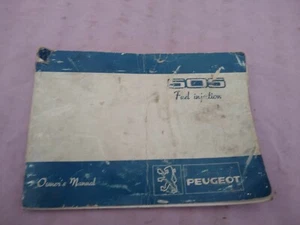 505
Fuel injection
Owner's Manual
PEUGEOT